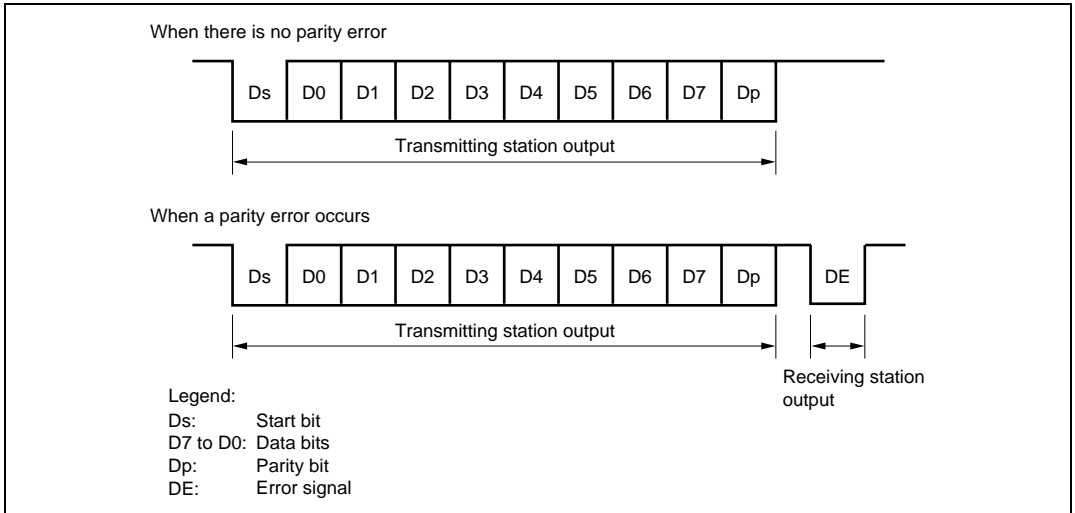 When there is no parity error
Ds D0 D1 D2 D3 D4 D5 D6 D7 Dp
Transmitting station output
When a parity error occurs
Ds D0 D1 D2 D3 D4 D5 D6 D7 Dp DE
Transmitting station output
Receiving station
output
Legend:
Ds: Start bit
D7 to D0: Data bits
Dp: Parity bit
DE: Error signal